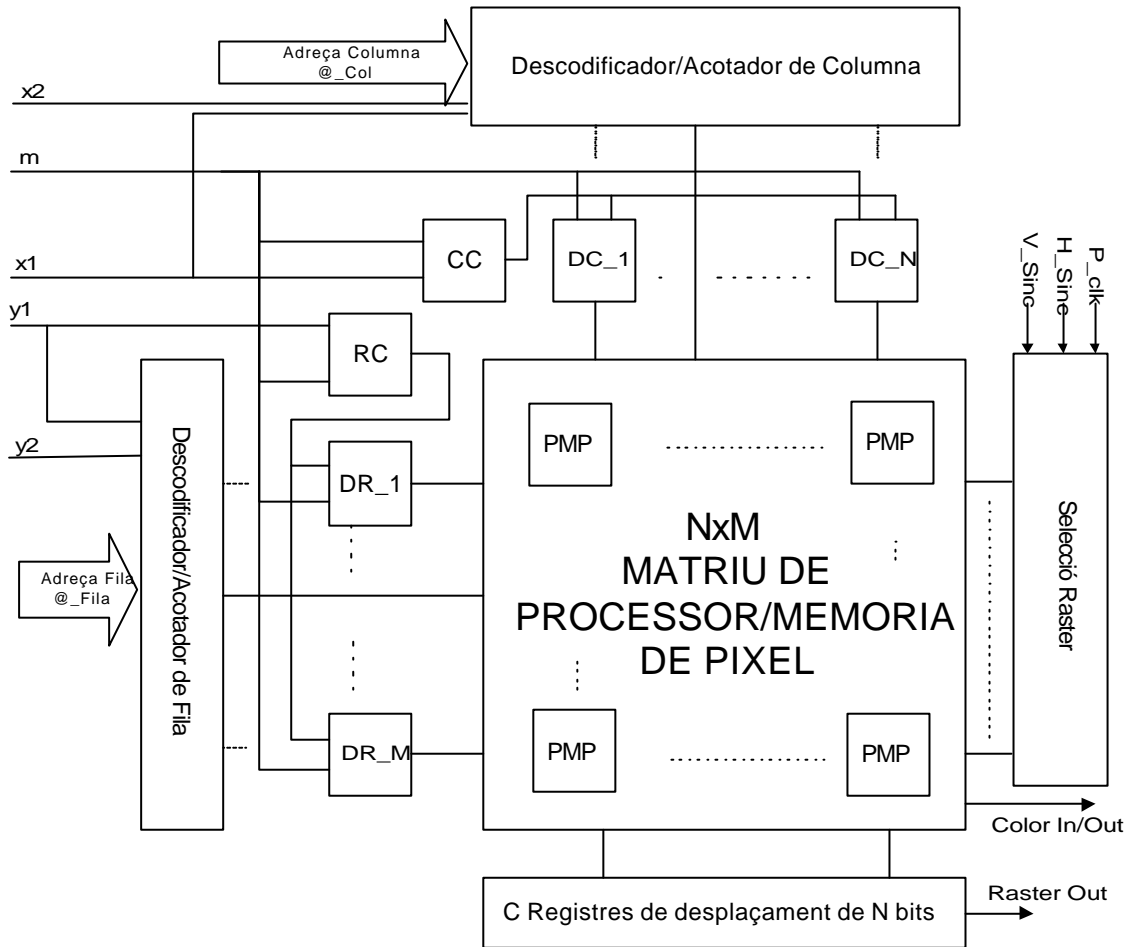 Adreça Columna
@_Col
Descodificador/Acotador de Columna
x2
m
x1
CC
DC_1
DC_N
V_Sinc
H_Sine
P_clk
y1
RC
y2
Descodificador/Acotador de Fila
DR_1
PMP
PMP
Adreça Fila
@_Fila
NxM
MATRIU DE
PROCESSOR/MEMORIA
DE PIXEL
Selecció Raster
DR_M
PMP
PMP
Color In/Out
C Registres de desplaçament de N bits
Raster Out